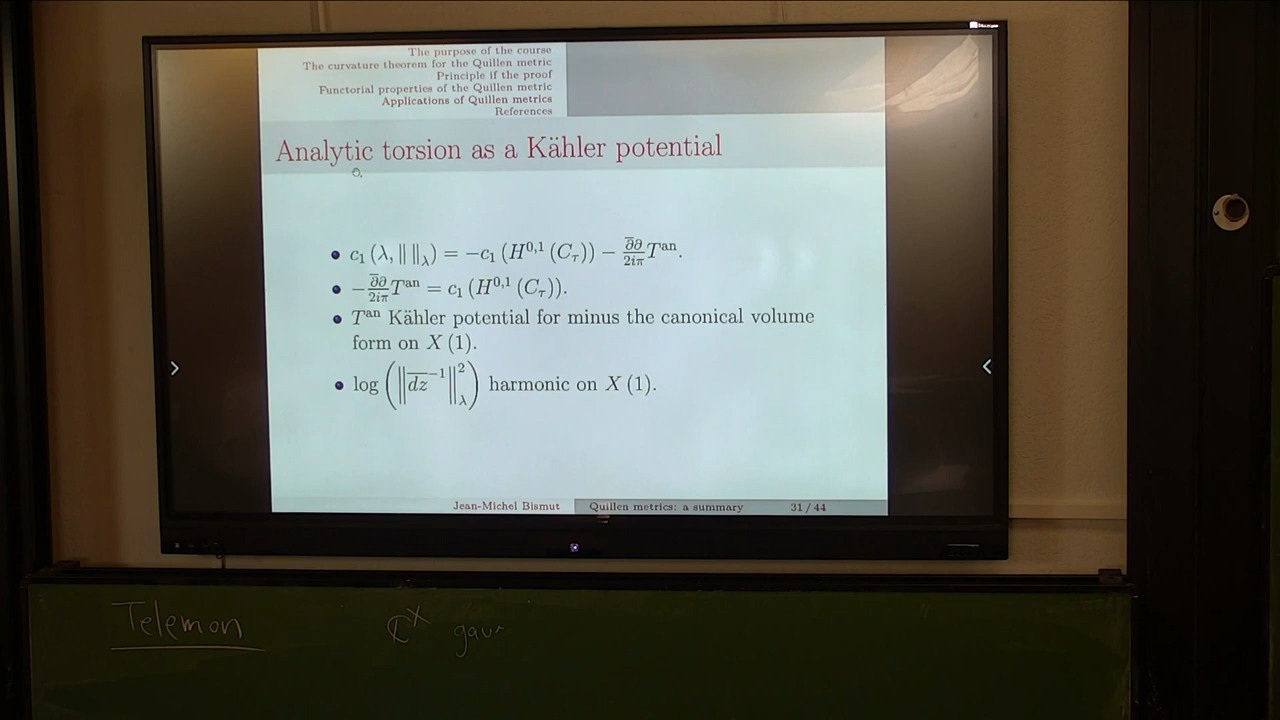 The purpose of the course
The curvature theorem for the Quillen metric
Principle if the proof
Functorial properties of the Quillen metric
Applications of Quillen metrics
References
Analytic torsion as a Kähler potential
• c₁ (λ, ‖ ‖_λ) = −c₁ (H^{0,1} (C_τ)) − \frac{\overline{∂}∂}{2iπ} T^{an}.
• −\frac{\overline{∂}∂}{2iπ} T^{an} = c₁ (H^{0,1} (C_τ)).
• T^{an} Kähler potential for minus the canonical volume
form on X (1).
• log (‖\overline{dz}^{−1}‖²_λ) harmonic on X (1).
Jean-Michel Bismut Quillen metrics: a summary 31 / 44
Telemon ℂ^X